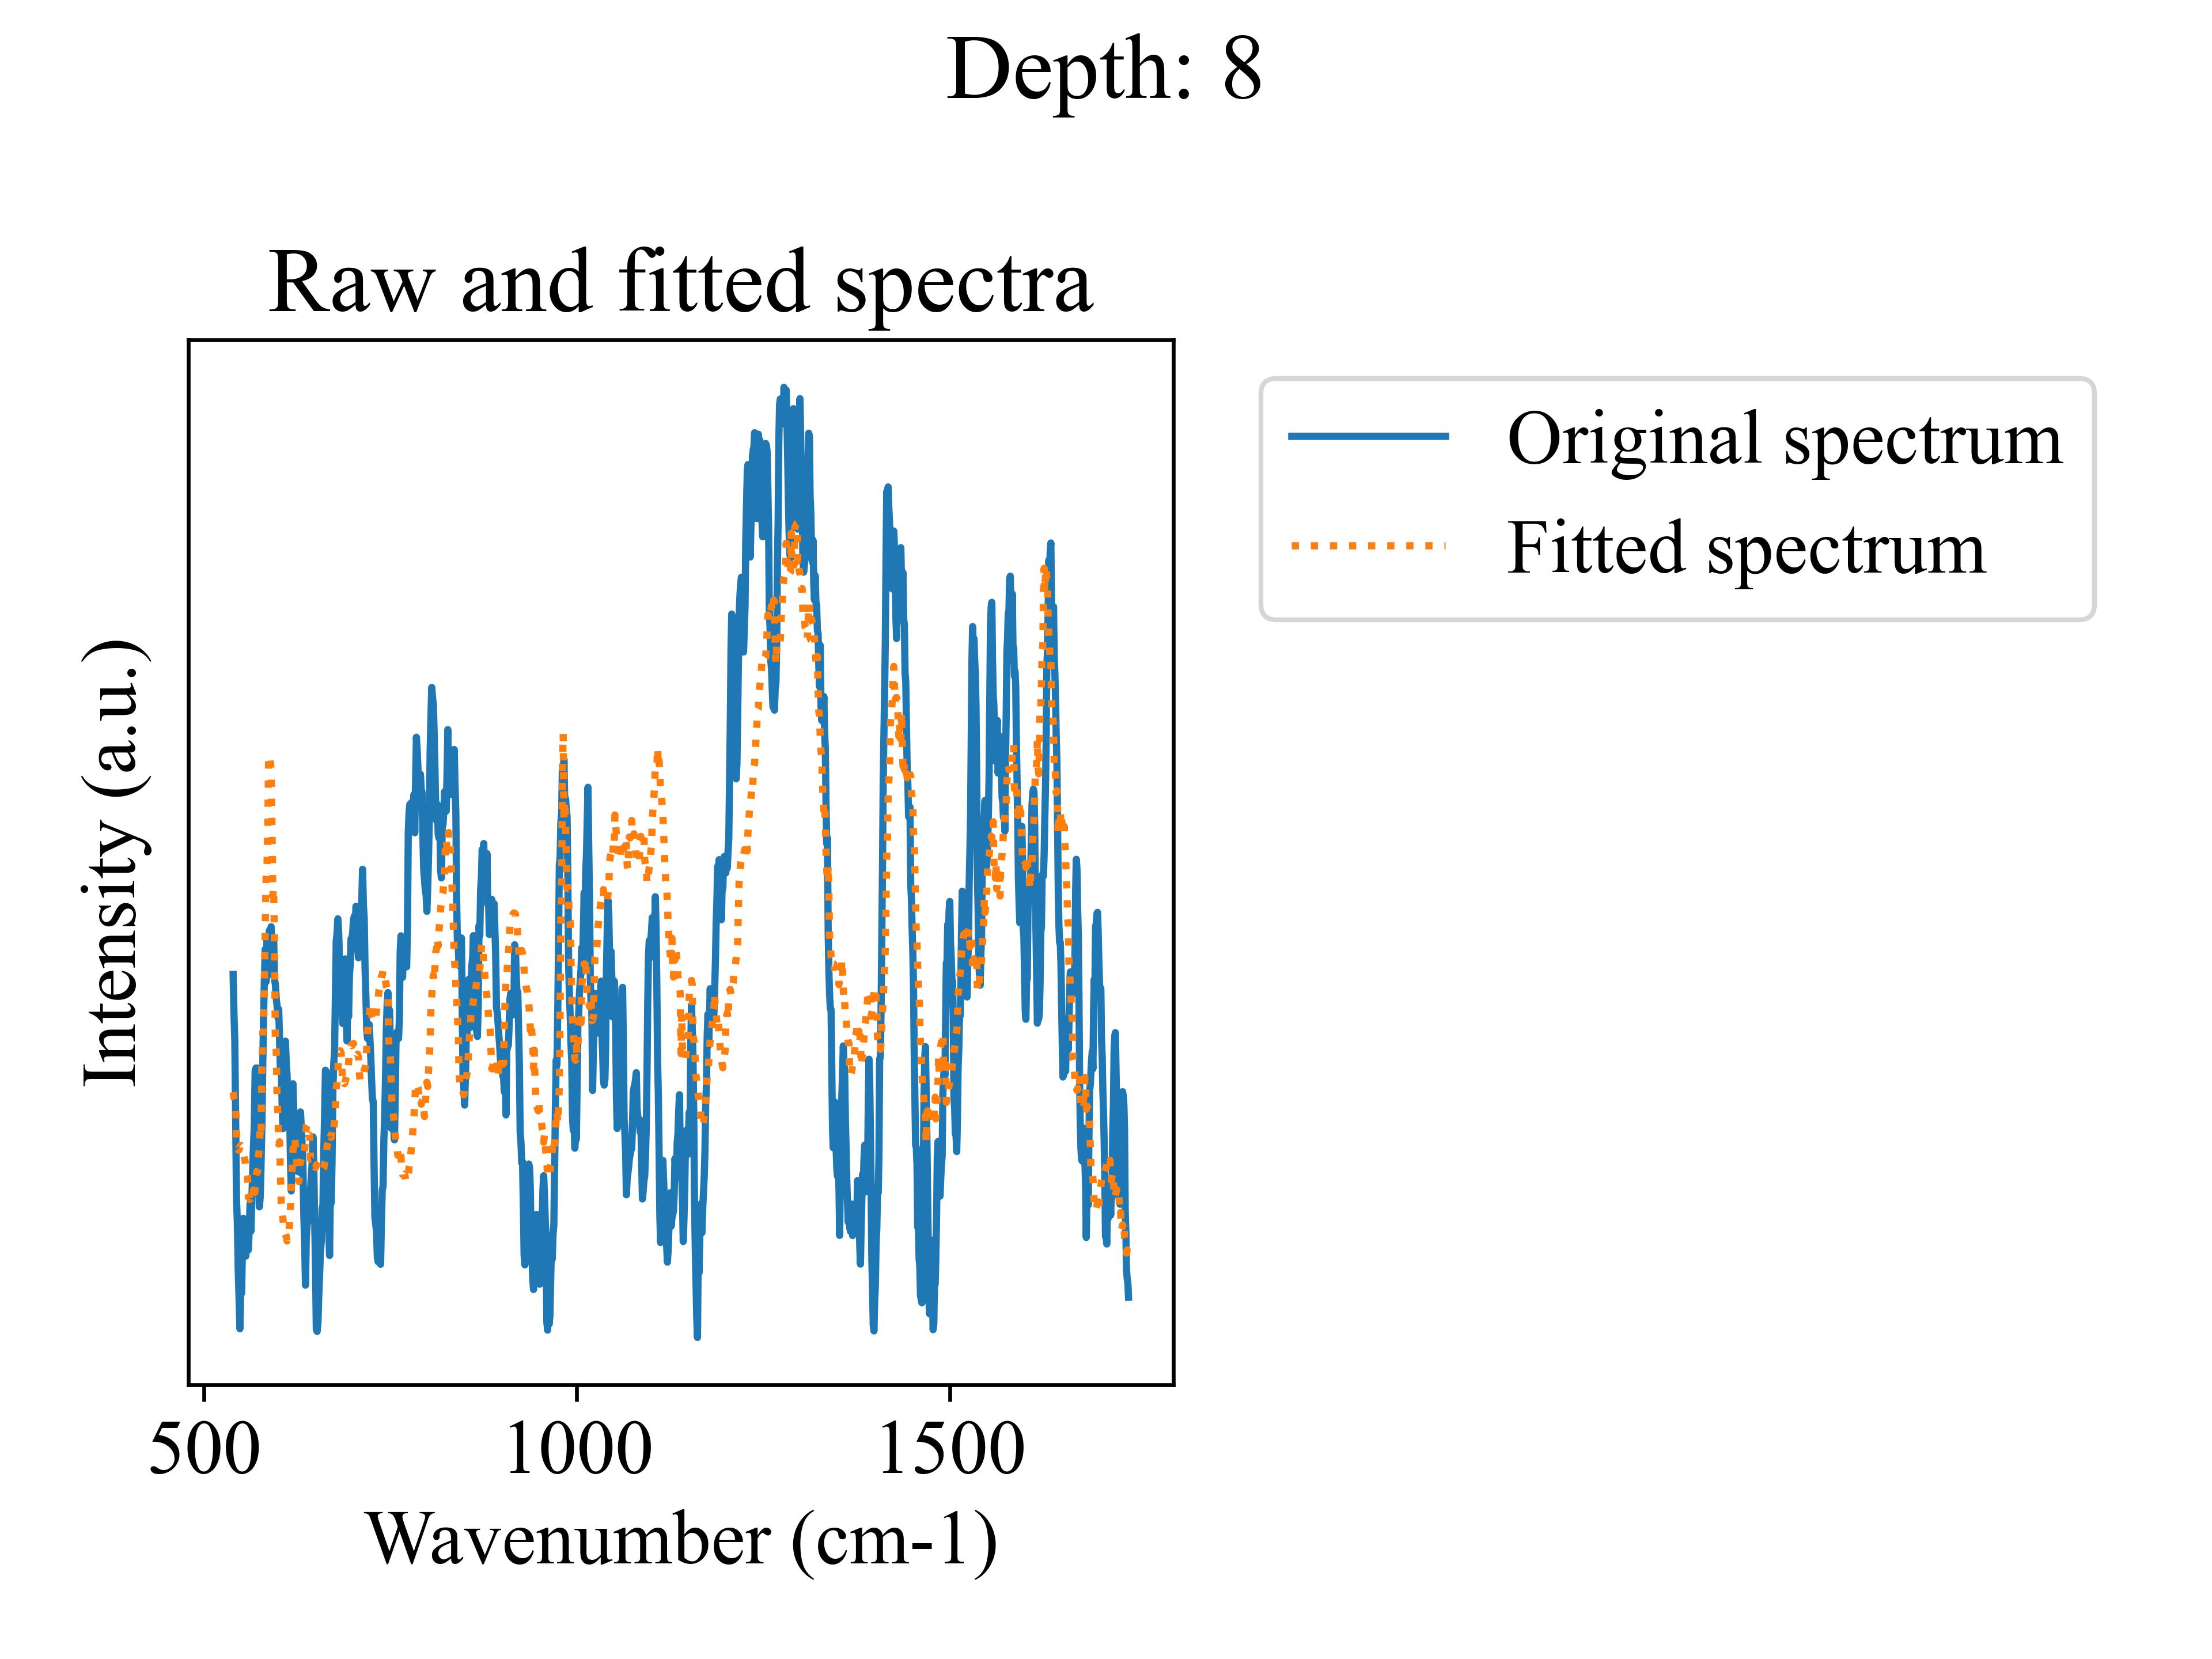 Depth: 8
Raw and fitted spectra
Original spectrum
Fitted spectrum
Intensity (a.u.)
500 1000 1500
Wavenumber (cm-1)